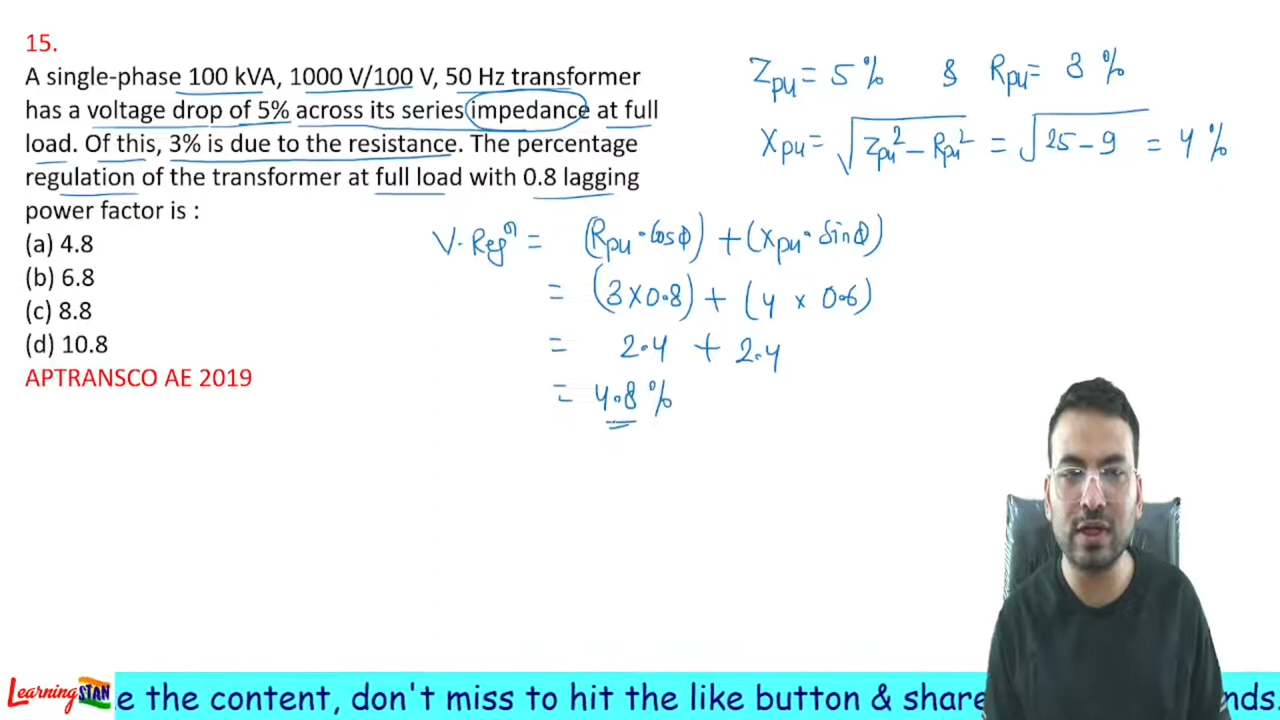 15.
A single-phase 100 kVA, 1000 V/100 V, 50 Hz transformer
has a voltage drop of 5% across its series impedance at full
load. Of this, 3% is due to the resistance. The percentage
regulation of the transformer at full load with 0.8 lagging
power factor is :
(a) 4.8
(b) 6.8
(c) 8.8
(d) 10.8
APTRANSCO AE 2019
Zpu = 5 % & Rpu = 3 %
Xpu = √(Zpu² − Rpu²) = √(25 − 9) = 4 %
V. Regⁿ = (Rpu · Cosϕ) + (Xpu · Sinϕ)
= (3 × 0.8) + (4 × 0.6)
= 2.4 + 2.4
= 4.8 %
Learning STAN
e the content, don't miss to hit the like button & share nds.